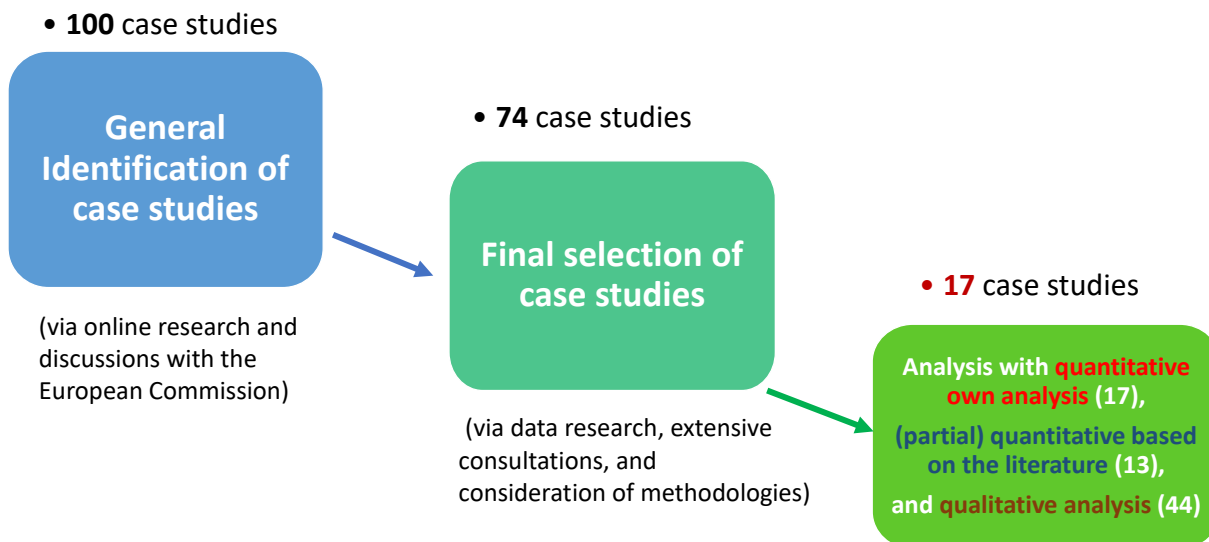 • 100 case studies
General
Identification of
case studies
(via online research and
discussions with the
European Commission)
• 74 case studies
Final selection of
case studies
(via data research, extensive
consultations, and
consideration of methodologies)
• 17 case studies
Analysis with quantitative
own analysis (17),
(partial) quantitative based
on the literature (13),
and qualitative analysis (44)